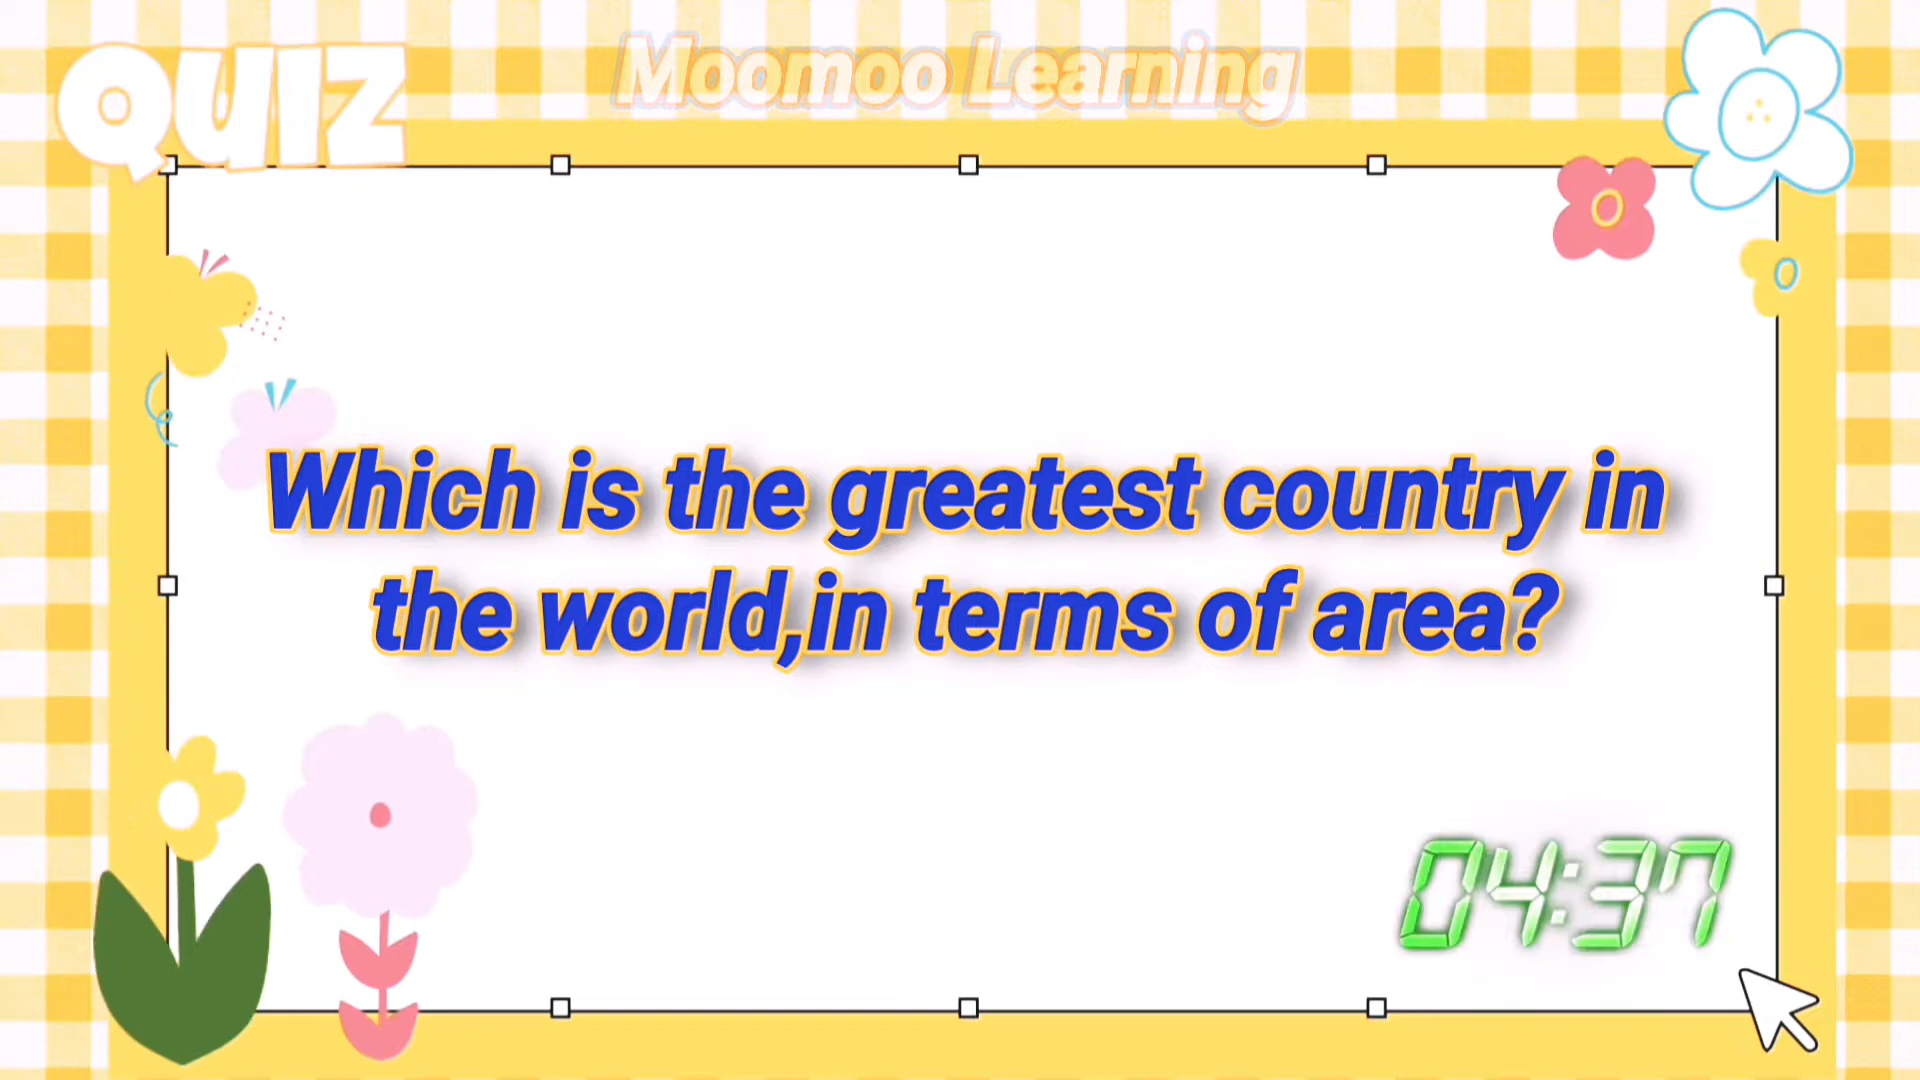 QUIZ
Moomoo Learning
Which is the greatest country in
the world,in terms of area?
04:37